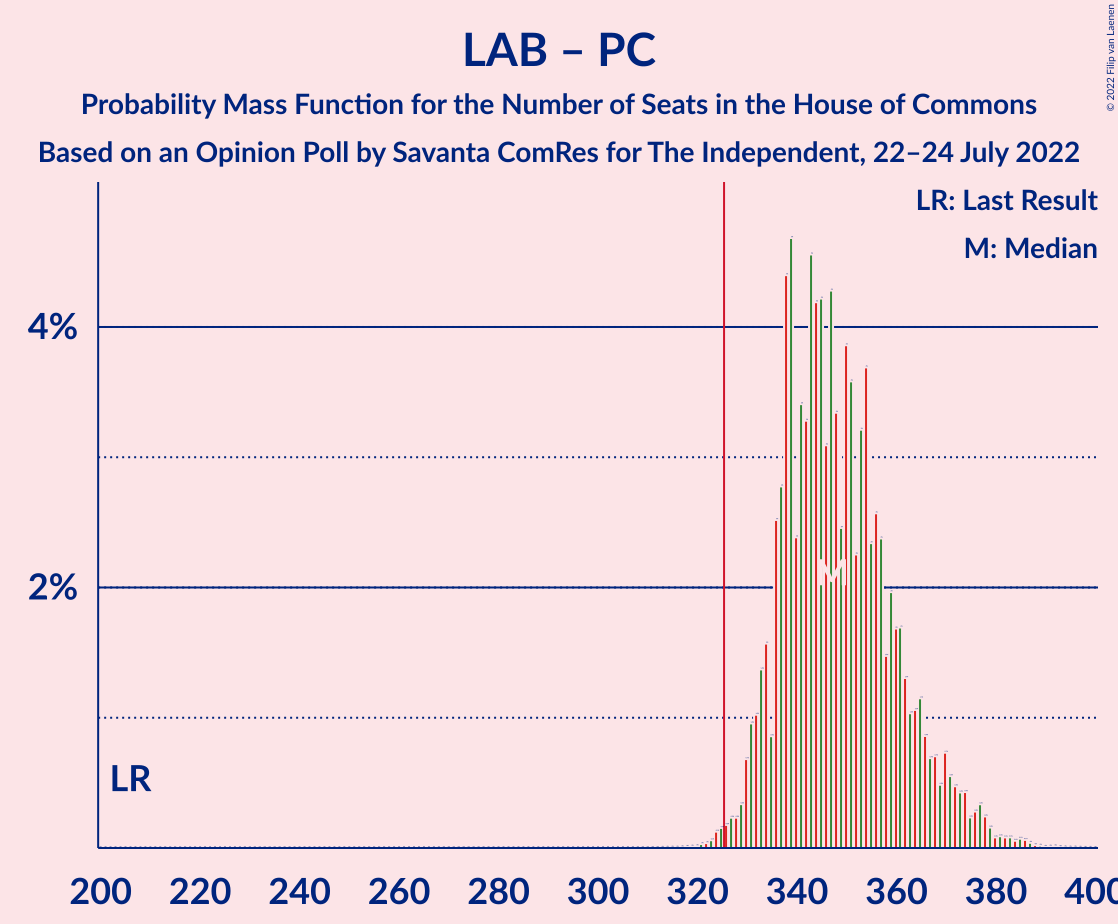 LAB – PC
Probability Mass Function for the Number of Seats in the House of Commons
Based on an Opinion Poll by Savanta ComRes for The Independent, 22–24 July 2022
© 2022 Filip van Laenen
LR: Last Result
M: Median
4%
2%
LR
M
200 220 240 260 280 300 320 340 360 380 400